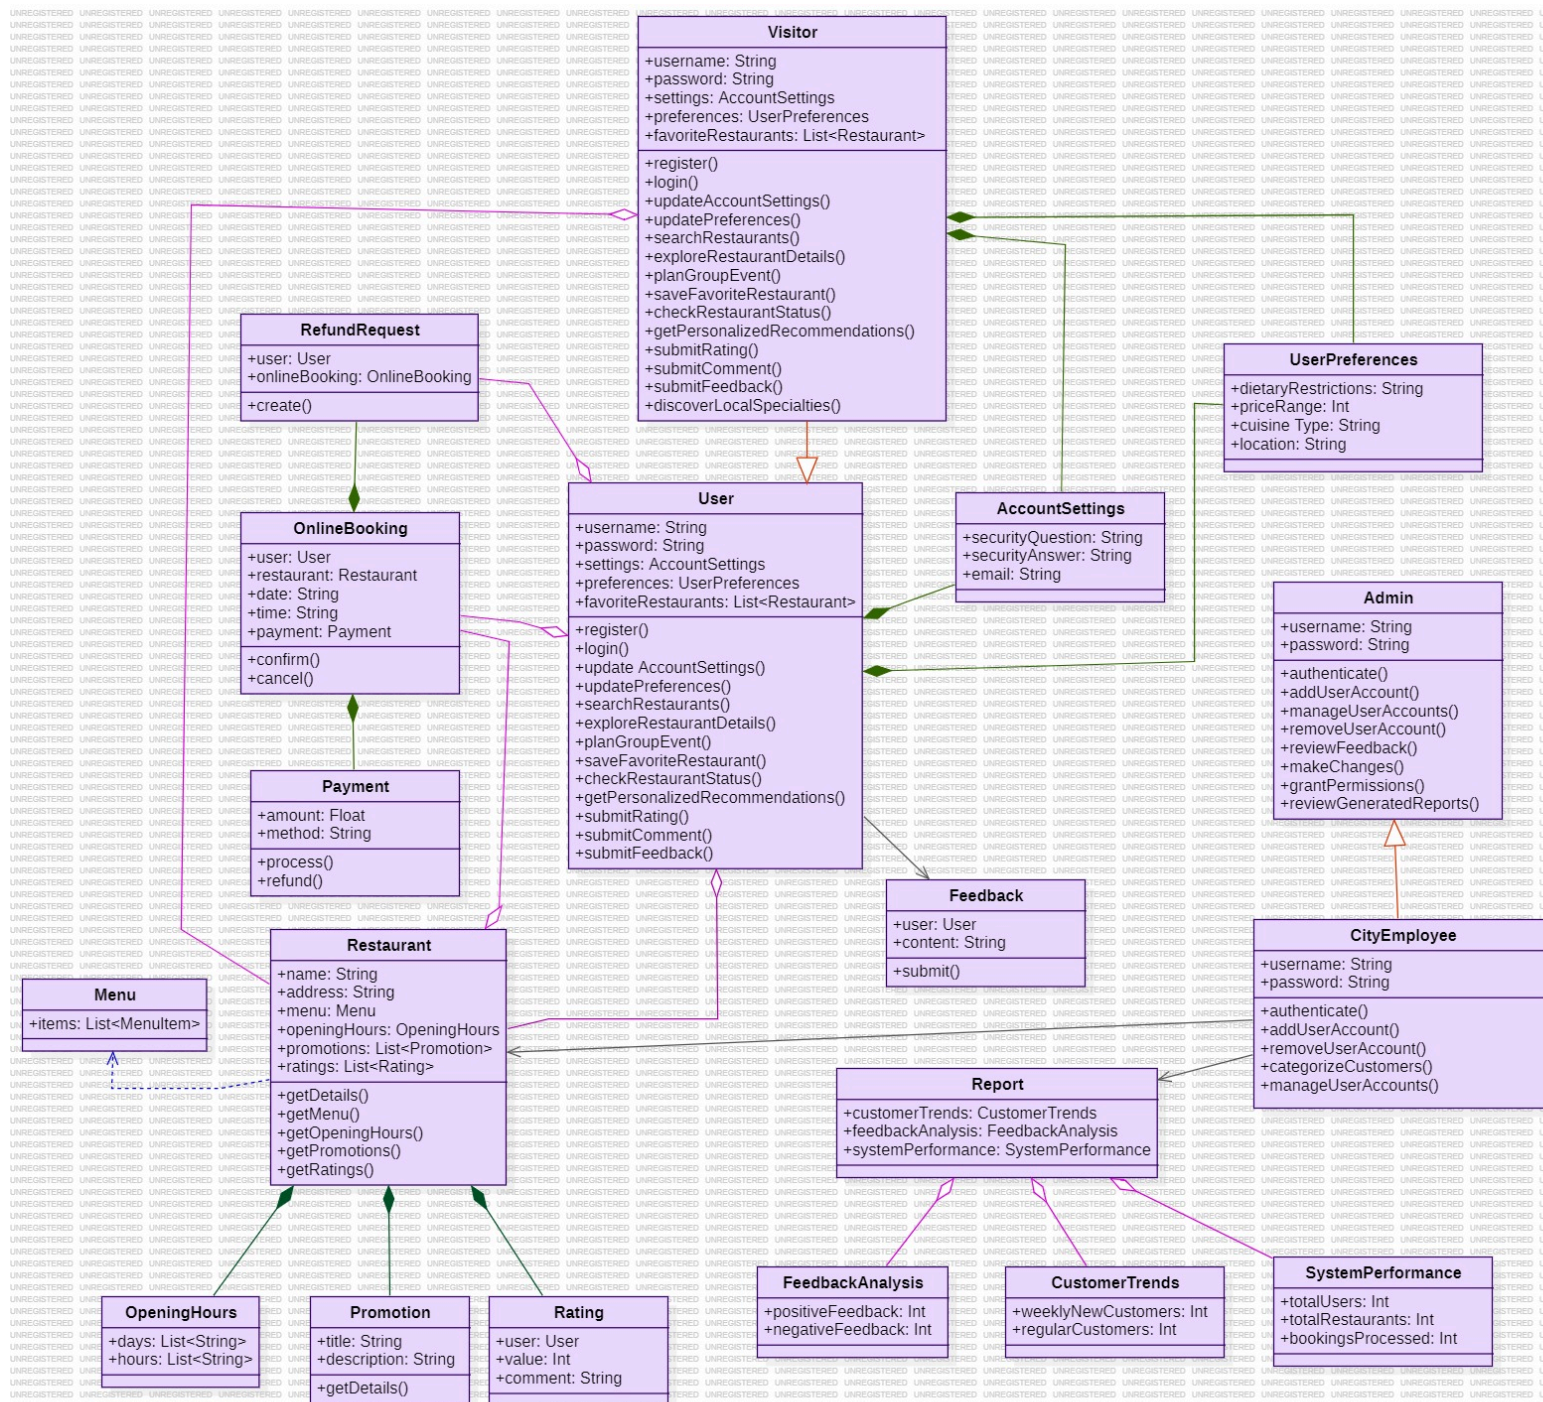 Visitor
+username: String
+password: String
+settings: AccountSettings
+preferences: UserPreferences
+favoriteRestaurants: List<Restaurant>
+register()
+login()
+updateAccountSettings()
+updatePreferences()
+searchRestaurants()
+exploreRestaurantDetails()
+planGroupEvent()
+saveFavoriteRestaurant()
+checkRestaurantStatus()
+getPersonalizedRecommendations()
+submitRating()
+submitComment()
+submitFeedback()
+discoverLocalSpecialties()
RefundRequest
+user: User
+onlineBooking: OnlineBooking
+create()
UserPreferences
+dietaryRestrictions: String
+priceRange: Int
+cuisine Type: String
+location: String
OnlineBooking
+user: User
+restaurant: Restaurant
+date: String
+time: String
+payment: Payment
+confirm()
+cancel()
User
+username: String
+password: String
+settings: AccountSettings
+preferences: UserPreferences
+favoriteRestaurants: List<Restaurant>
+register()
+login()
+update AccountSettings()
+updatePreferences()
+searchRestaurants()
+exploreRestaurantDetails()
+planGroupEvent()
+saveFavoriteRestaurant()
+checkRestaurantStatus()
+getPersonalizedRecommendations()
+submitRating()
+submitComment()
+submitFeedback()
AccountSettings
+securityQuestion: String
+securityAnswer: String
+email: String
Admin
+username: String
+password: String
+authenticate()
+addUserAccount()
+manageUserAccounts()
+removeUserAccount()
+reviewFeedback()
+makeChanges()
+grantPermissions()
+reviewGeneratedReports()
Payment
+amount: Float
+method: String
+process()
+refund()
Feedback
+user: User
+content: String
+submit()
CityEmployee
+username: String
+password: String
+authenticate()
+addUserAccount()
+removeUserAccount()
+categorizeCustomers()
+manageUserAccounts()
Menu
+items: List<MenuItem>
Restaurant
+name: String
+address: String
+menu: Menu
+openingHours: OpeningHours
+promotions: List<Promotion>
+ratings: List<Rating>
+getDetails()
+getMenu()
+getOpeningHours()
+getPromotions()
+getRatings()
Report
+customerTrends: CustomerTrends
+feedbackAnalysis: FeedbackAnalysis
+systemPerformance: SystemPerformance
OpeningHours
+days: List<String>
+hours: List<String>
Promotion
+title: String
+description: String
+getDetails()
Rating
+user: User
+value: Int
+comment: String
FeedbackAnalysis
+positiveFeedback: Int
+negativeFeedback: Int
CustomerTrends
+weeklyNewCustomers: Int
+regularCustomers: Int
SystemPerformance
+totalUsers: Int
+totalRestaurants: Int
+bookingsProcessed: Int
UNREGISTERED